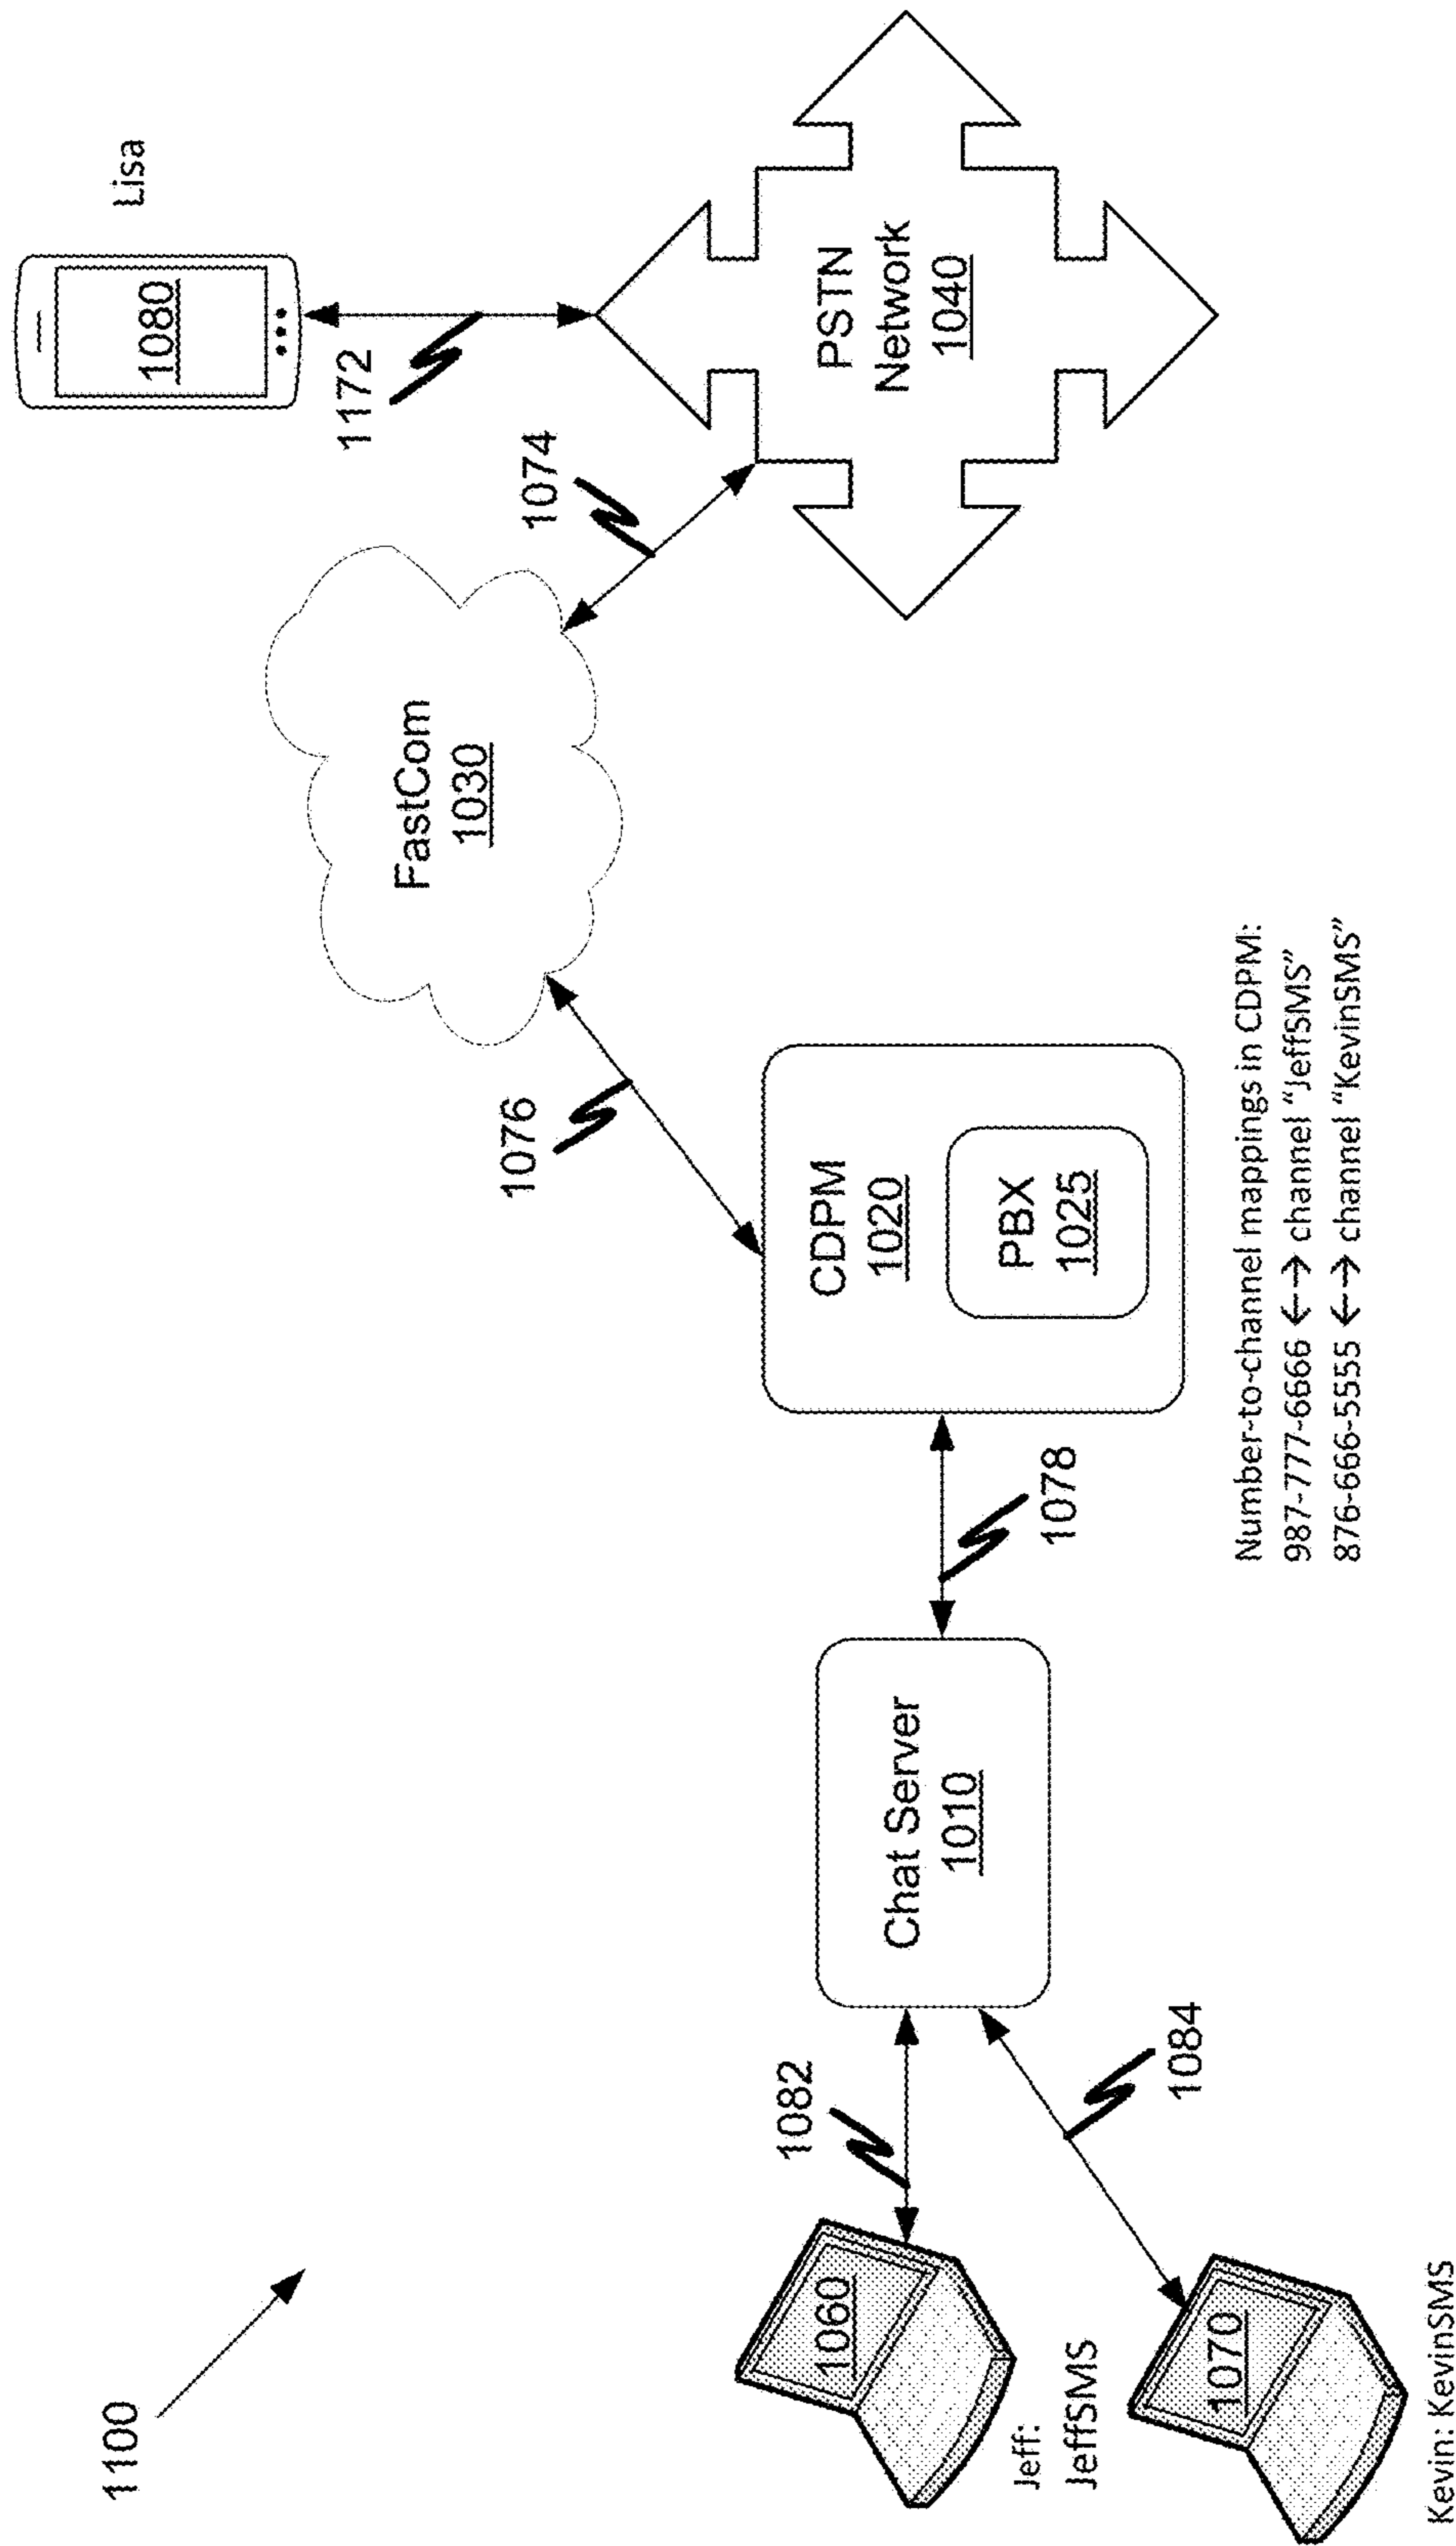 1100
Lisa
1080
1172
1074
PSTN
Network
1040
FastCom
1030
1076
CDPM
1020
PBX
1025
1078
Chat Server
1010
1082
1084
1060
Jeff:
JeffSMS
1070
Kevin: KevinSMS
Number-to-channel mappings in CDPM:
987-777-6666 ←→ channel “JeffSMS”
876-666-5555 ←→ channel “KevinSMS”